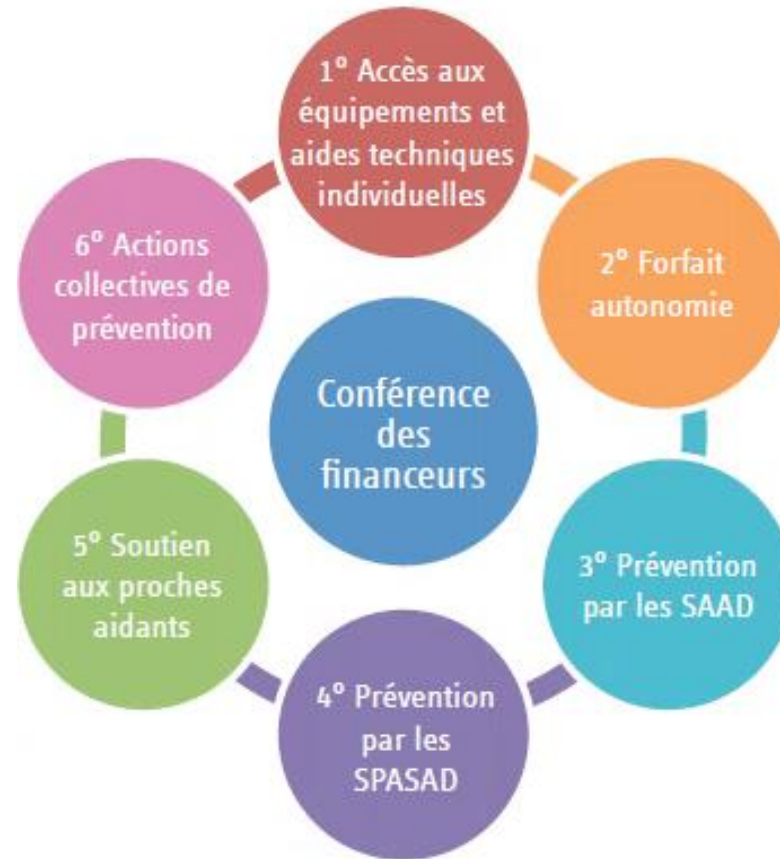 1° Accès aux
équipements et
aides techniques
individuelles
2° Forfait
autonomie
3° Prévention
par les SAAD
4° Prévention
par les
SPASAD
5° Soutien
aux proches
aidants
6° Actions
collectives de
prévention
Conférence
des
financeurs